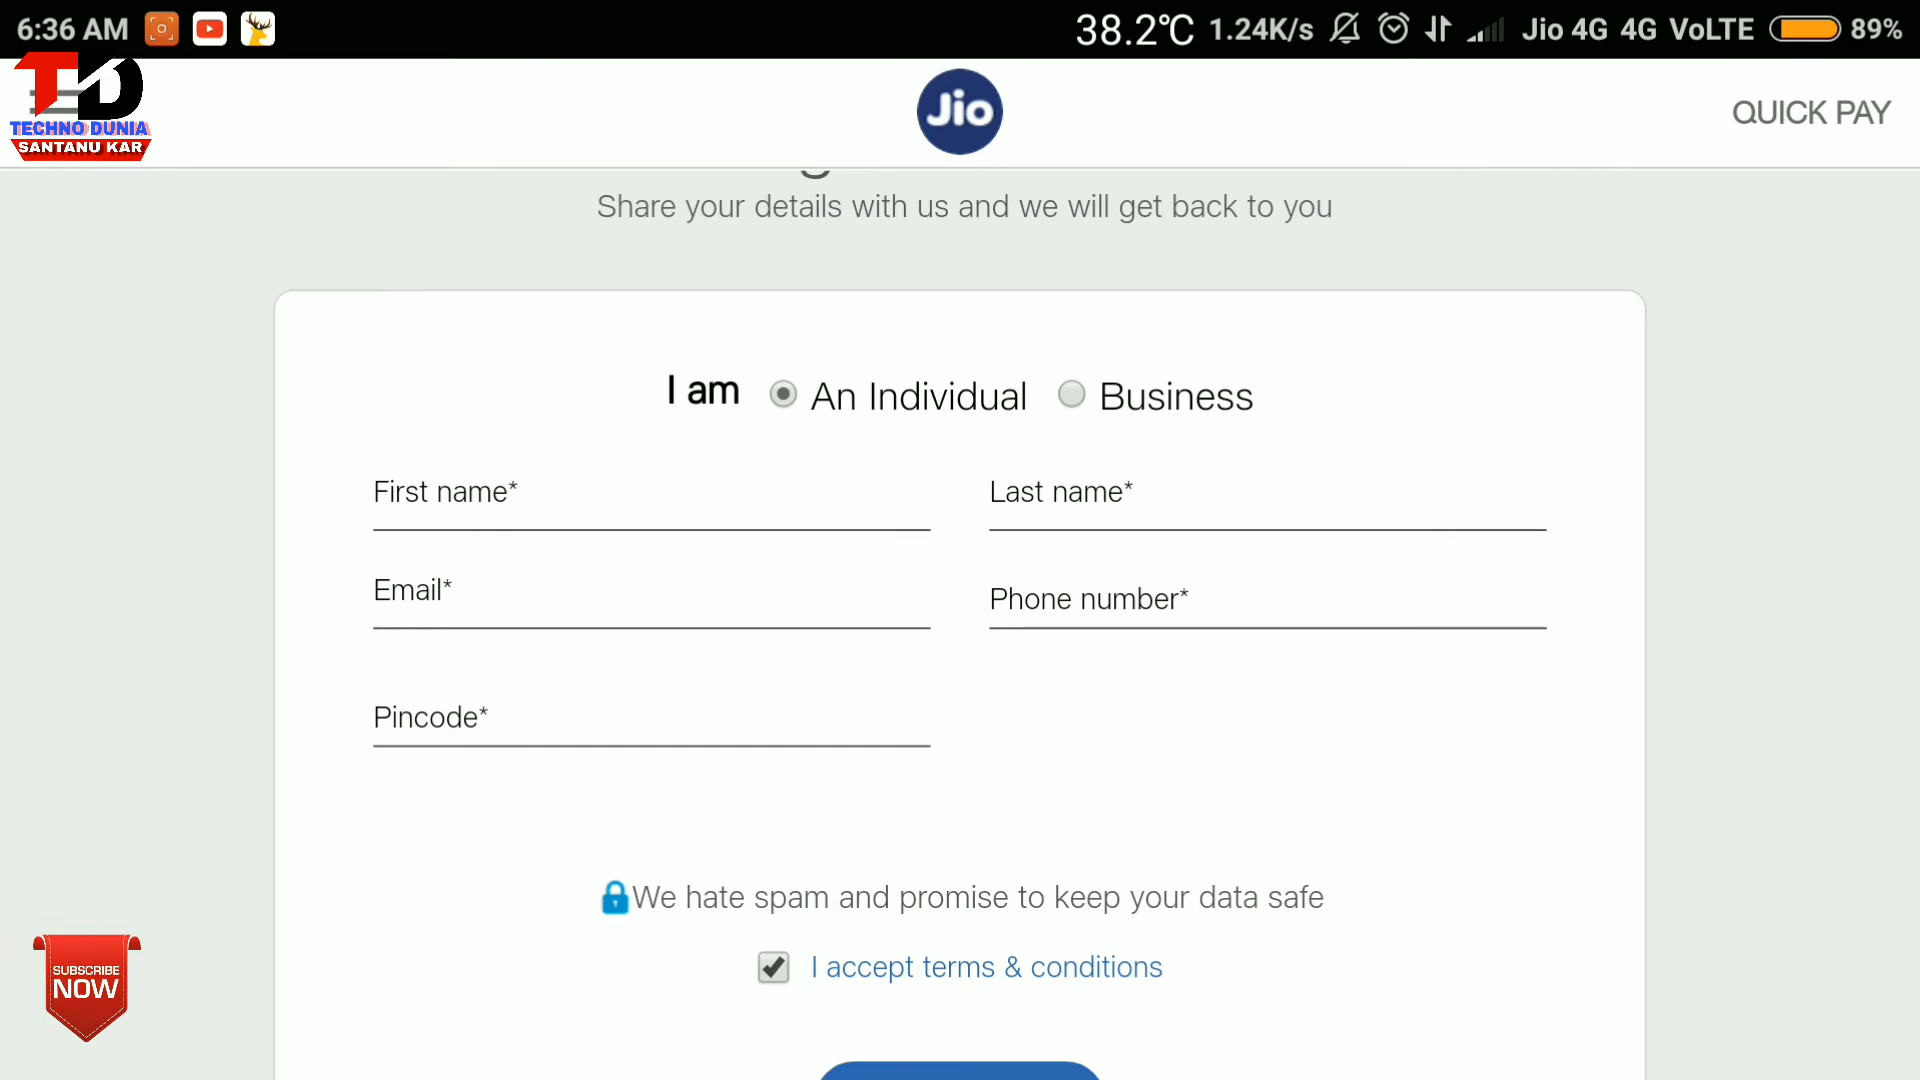 6:36 AM 38.2℃ 1.24K/s Jio 4G 4G VoLTE 89%
TD
TECHNO DUNIA
SANTANU KAR
Jio
QUICK PAY
Share your details with us and we will get back to you
I am An Individual Business
First name* Last name*
Email* Phone number*
Pincode*
We hate spam and promise to keep your data safe
I accept terms & conditions
SUBSCRIBE
NOW